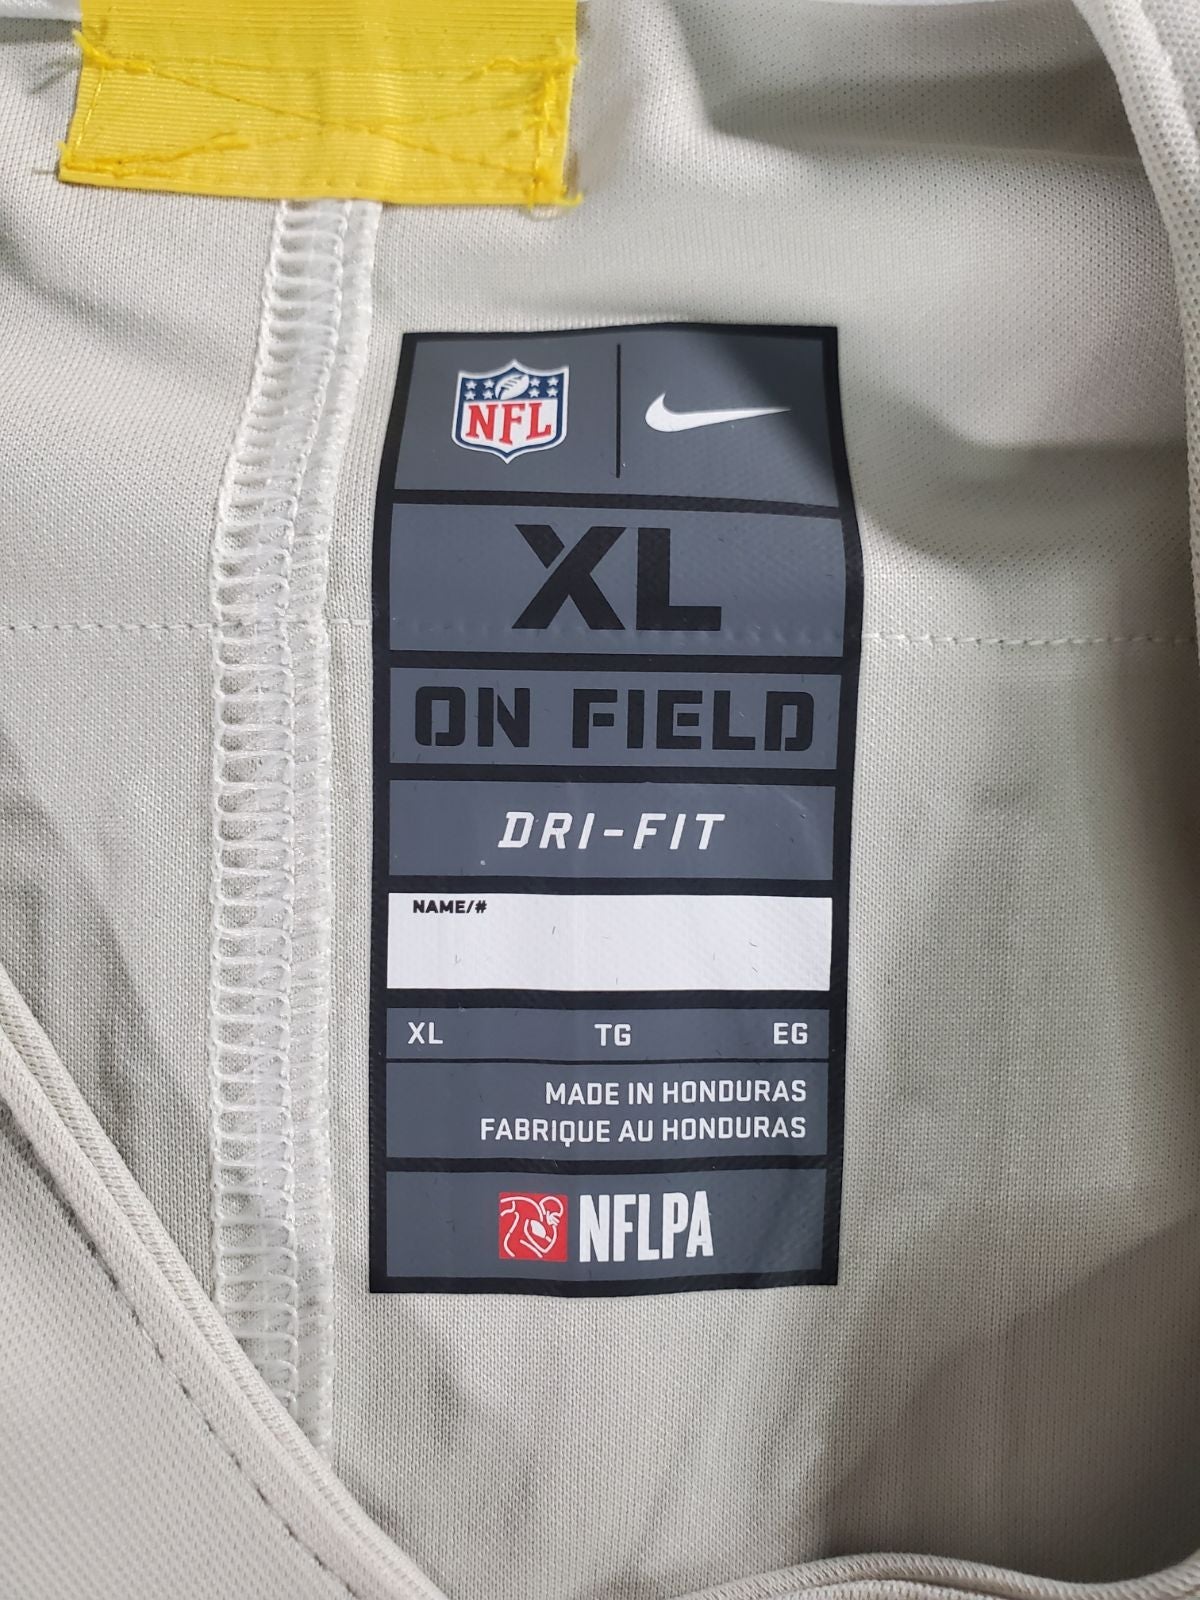 NFL
XL
ON FIELD
DRI-FIT
NAME/#
XL TG EG
MADE IN HONDURAS
FABRIQUE AU HONDURAS
NFLPA